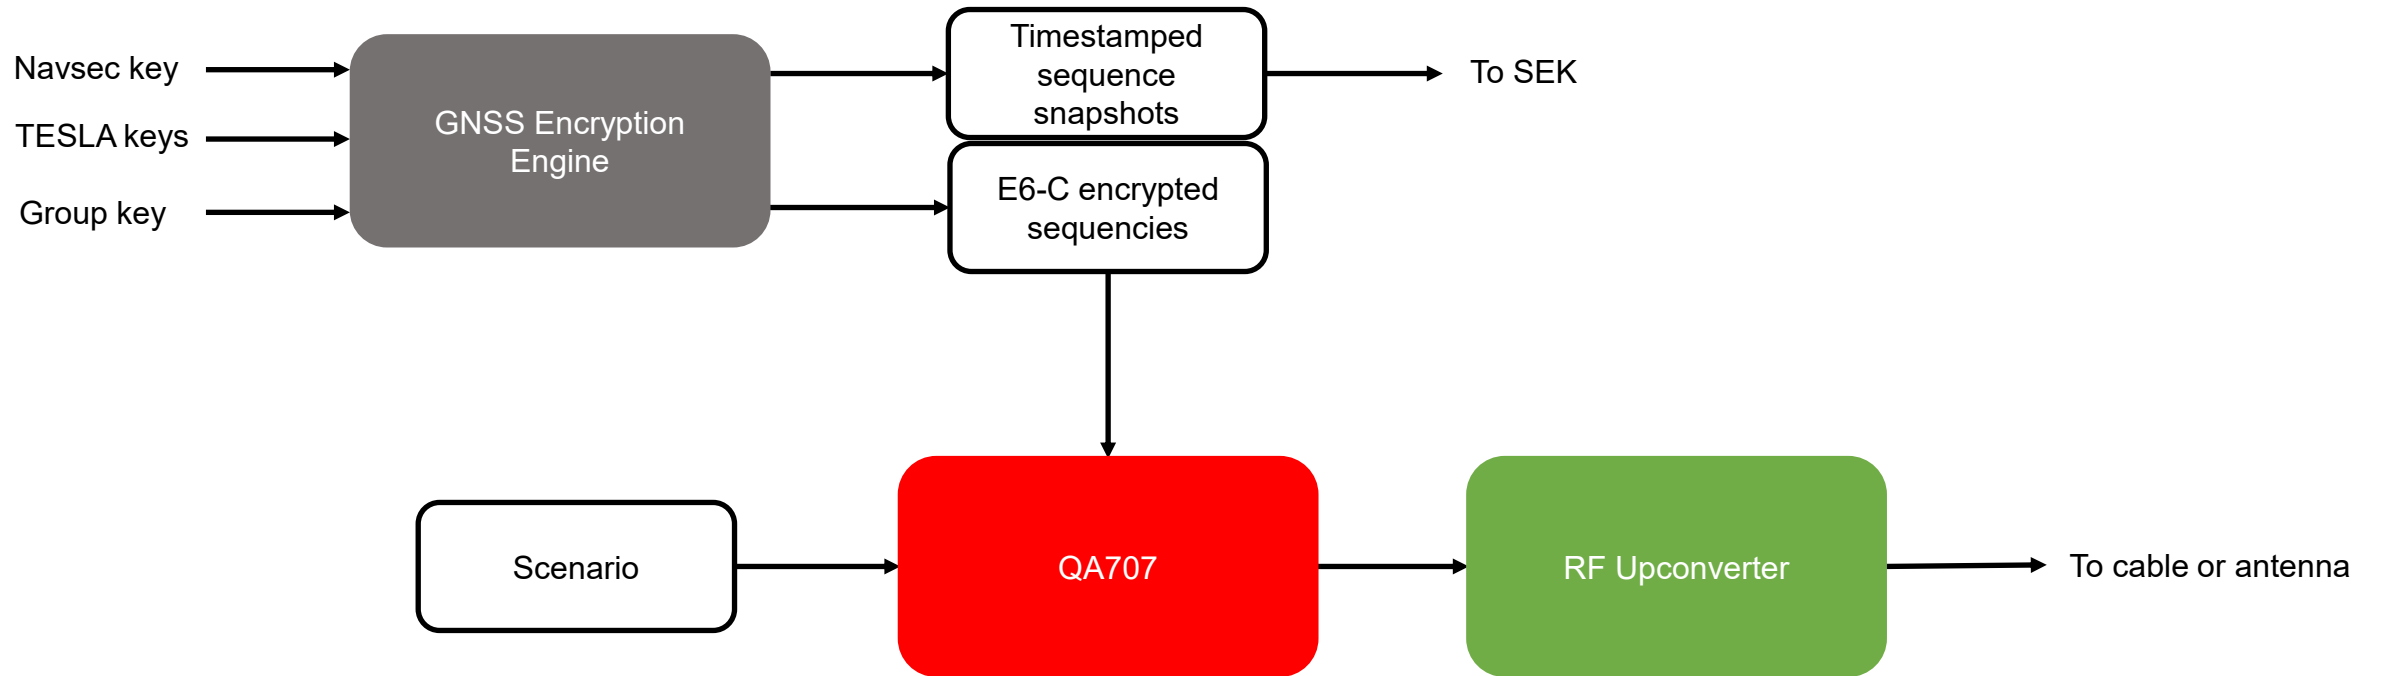 Navsec key
TESLA keys
Group key
GNSS Encryption
Engine
Timestamped
sequence
snapshots
To SEK
E6-C encrypted
sequencies
Scenario
QA707
RF Upconverter
To cable or antenna